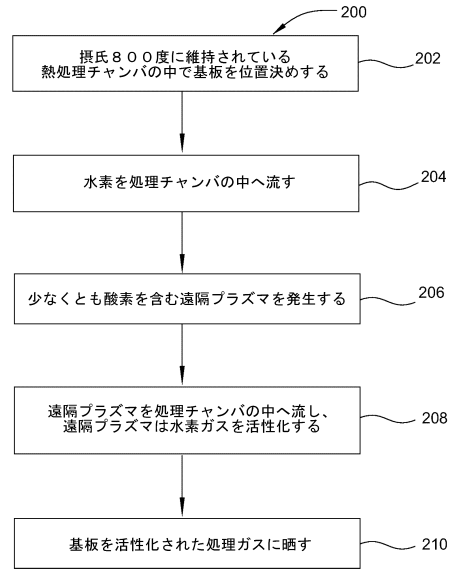 200
摂氏８００度に維持されている
熱処理チャンバの中で基板を位置決めする
202
水素を処理チャンバの中へ流す
204
少なくとも酸素を含む遠隔プラズマを発生する
206
遠隔プラズマを処理チャンバの中へ流し、
遠隔プラズマは水素ガスを活性化する
208
基板を活性化された処理ガスに晒す
210